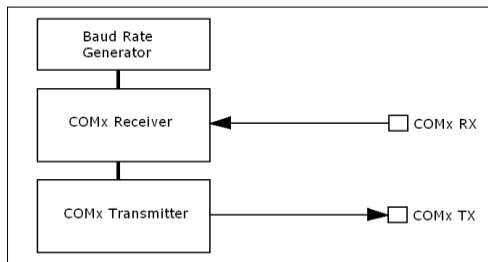 Baud Rate
Generator
COMx Receiver
COMx RX
COMx Transmitter
COMx TX